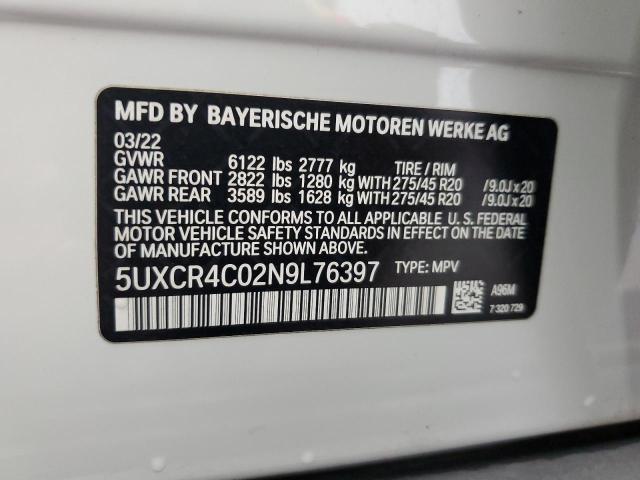 MFD BY BAYERISCHE MOTOREN WERKE AG
03/22
GVWR 6122 lbs 2777 kg TIRE / RIM
GAWR FRONT 2822 lbs 1280 kg WITH 275/45 R20 /9.0J x 20
GAWR REAR 3589 lbs 1628 kg WITH 275/45 R20 /9.0J x 20
THIS VEHICLE CONFORMS TO ALL APPLICABLE U. S. FEDERAL
MOTOR VEHICLE SAFETY STANDARDS IN EFFECT ON THE DATE
OF MANUFACTURE SHOWN ABOVE.
5UXCR4C02N9L76397 TYPE: MPV
A96M
7 320 729